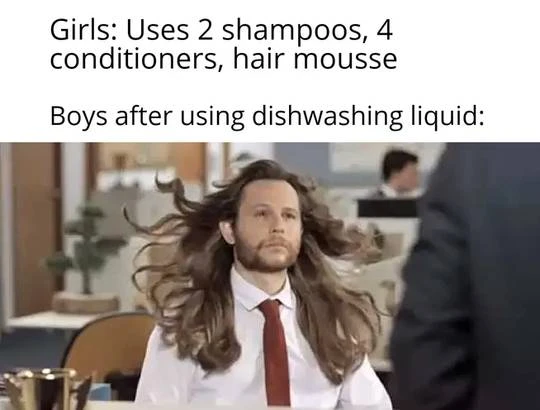 Girls: Uses 2 shampoos, 4
conditioners, hair mousse
Boys after using dishwashing liquid: